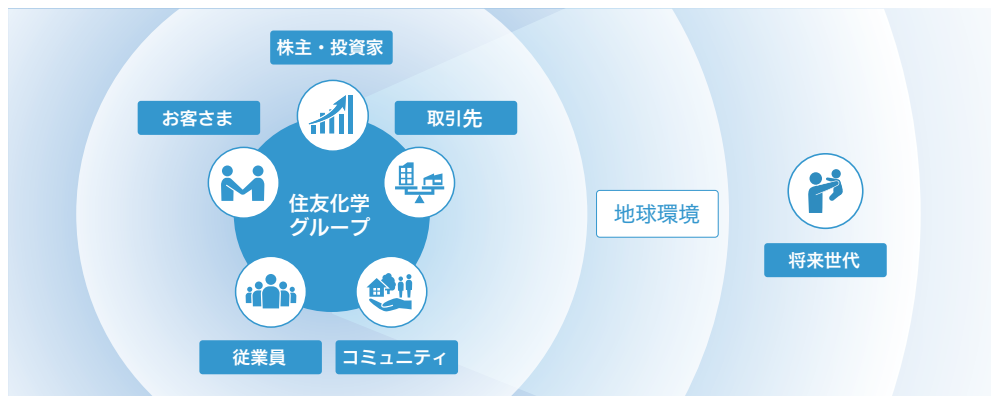 株主・投資家
お客さま
取引先
住友化学
グループ
地球環境
将来世代
従業員
コミュニティ